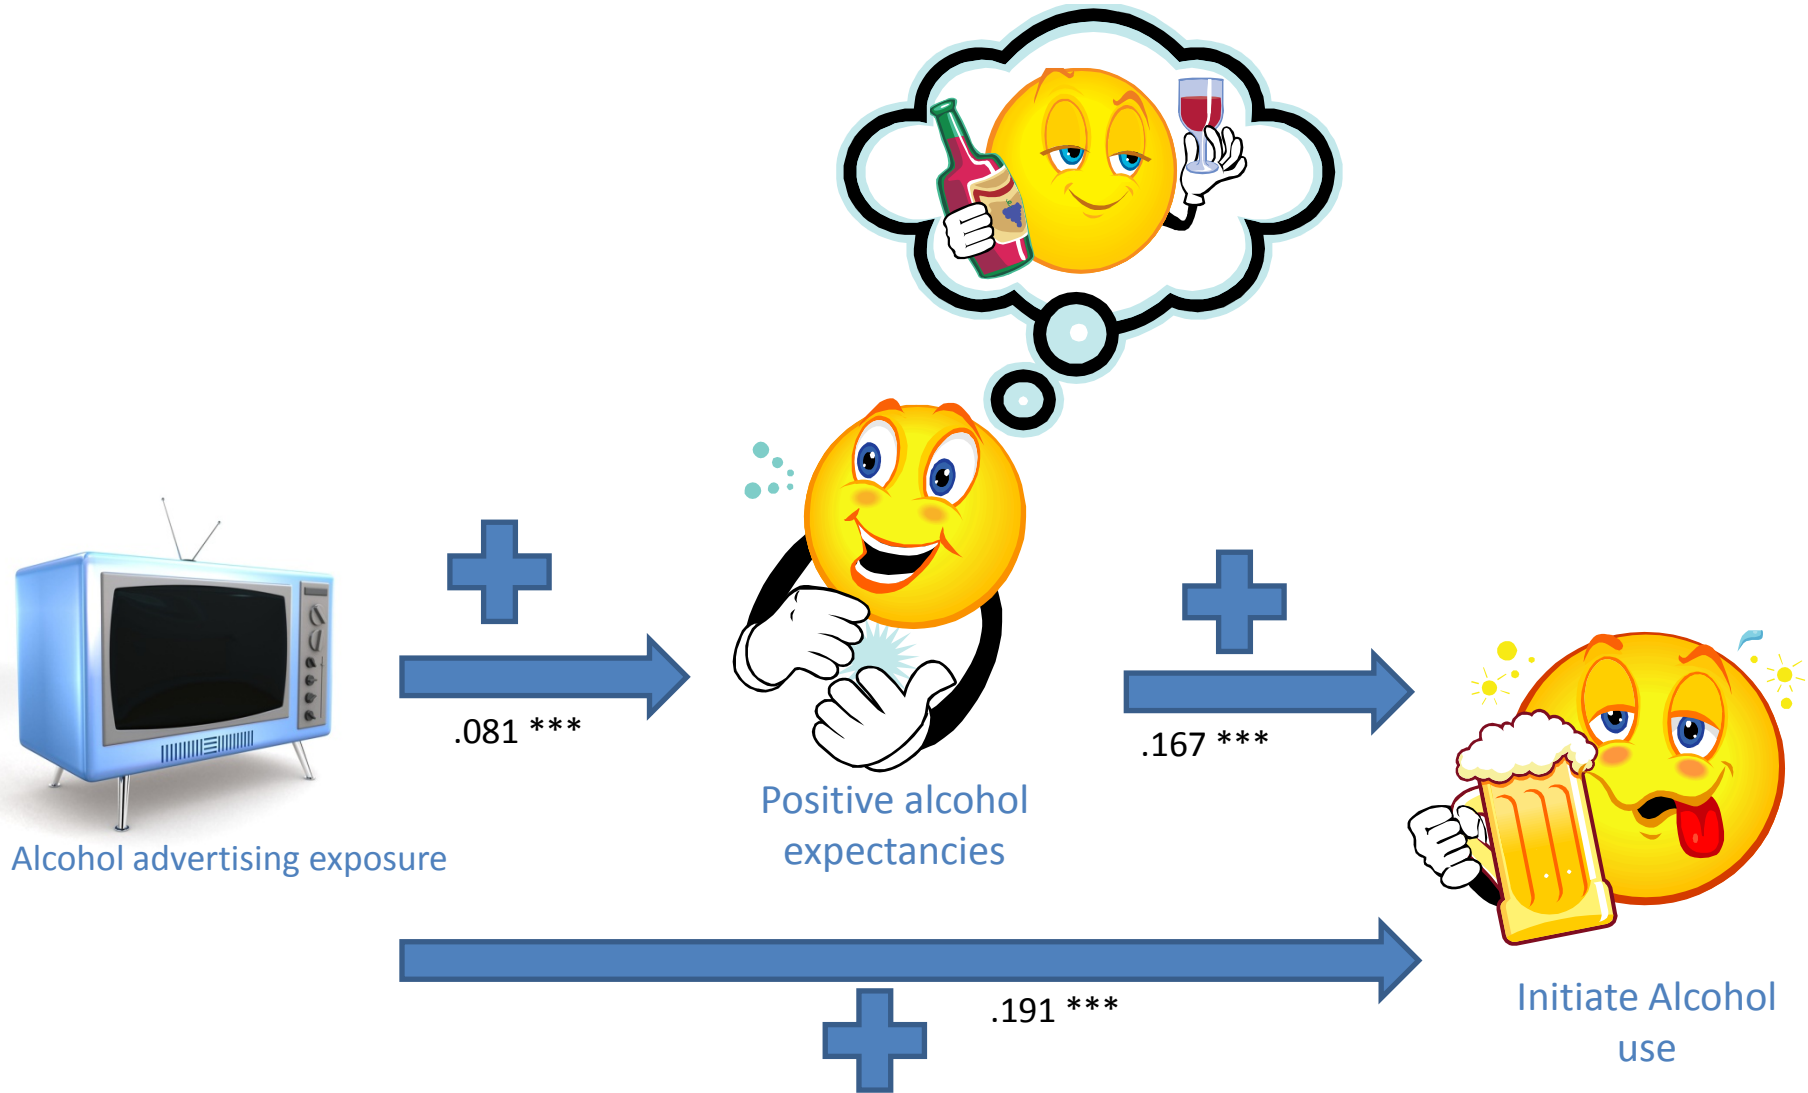 .081 ***
.167 ***
Positive alcohol
expectancies
Alcohol advertising exposure
.191 ***
Initiate Alcohol
use